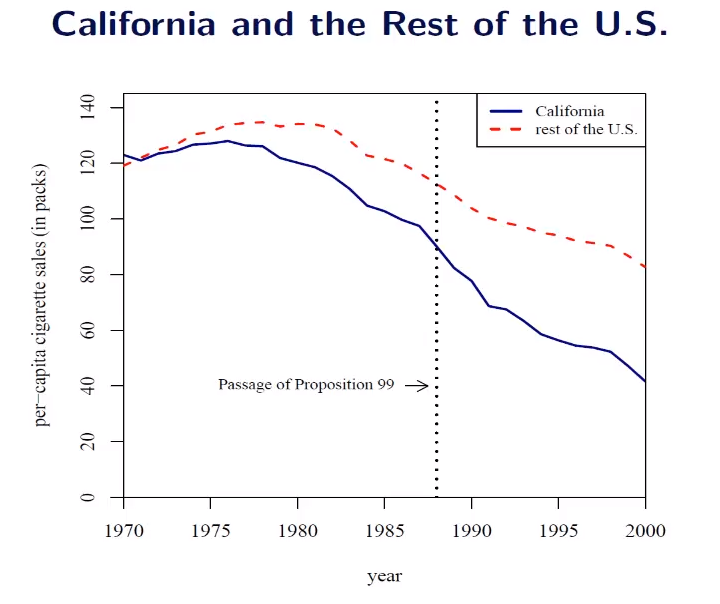 California and the Rest of the U.S.
California
rest of the U.S.
per−capita cigarette sales (in packs)
140
120
100
80
60
40
20
0
Passage of Proposition 99
1970 1975 1980 1985 1990 1995 2000
year